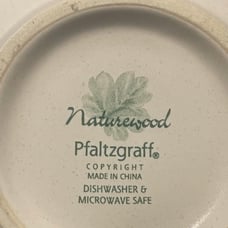 Naturewood
Pfaltzgraff®
COPYRIGHT
MADE IN CHINA
DISHWASHER &
MICROWAVE SAFE